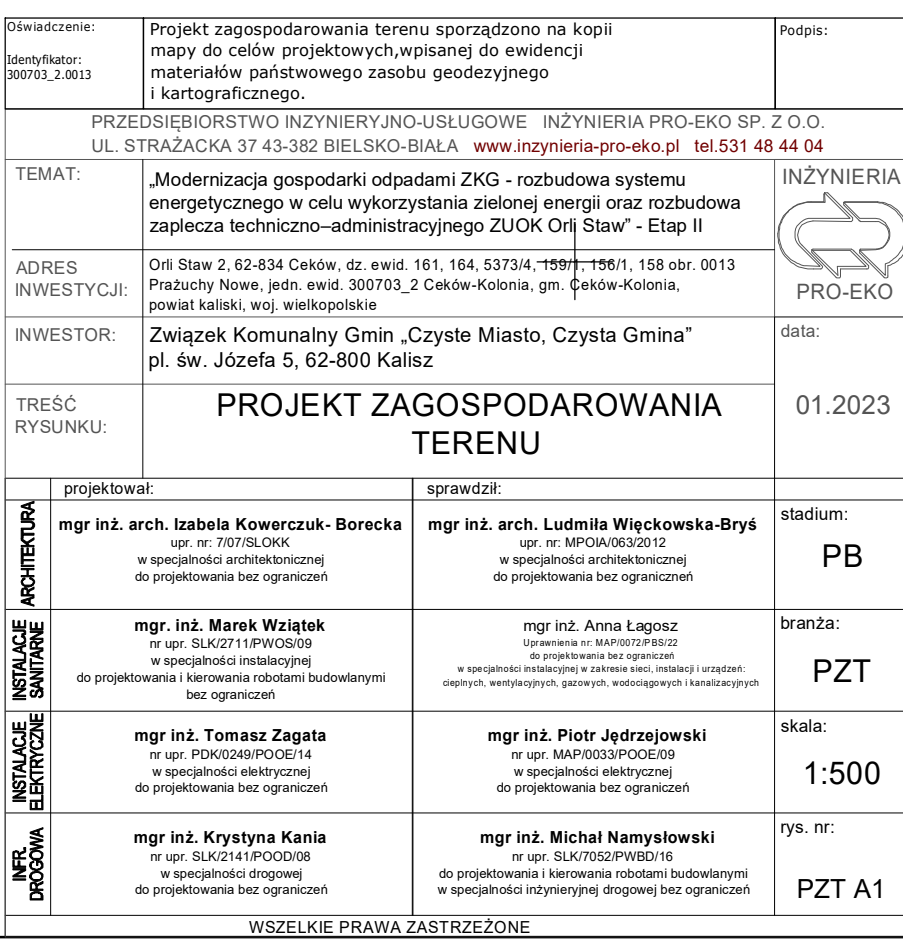 Oświadczenie:
Identyfikator:
300703_2.0013
Projekt zagospodarowania terenu sporządzono na kopii
mapy do celów projektowych,wpisanej do ewidencji
materiałów państwowego zasobu geodezyjnego
i kartograficznego.
Podpis:
PRZEDSIĘBIORSTWO INZYNIERYJNO-USŁUGOWE INŻYNIERIA PRO-EKO SP. Z O.O.
UL. STRAŻACKA 37 43-382 BIELSKO-BIAŁA www.inzynieria-pro-eko.pl tel.531 48 44 04
TEMAT:
„Modernizacja gospodarki odpadami ZKG - rozbudowa systemu
energetycznego w celu wykorzystania zielonej energii oraz rozbudowa
zaplecza techniczno–administracyjnego ZUOK Orli Staw” - Etap II
INŻYNIERIA
PRO-EKO
ADRES
INWESTYCJI:
Orli Staw 2, 62-834 Ceków, dz. ewid. 161, 164, 5373/4, 159/1, 156/1, 158 obr. 0013
Prażuchy Nowe, jedn. ewid. 300703_2 Ceków-Kolonia, gm. Ceków-Kolonia,
powiat kaliski, woj. wielkopolskie
INWESTOR:
Związek Komunalny Gmin „Czyste Miasto, Czysta Gmina”
pl. św. Józefa 5, 62-800 Kalisz
data:
01.2023
TREŚĆ
RYSUNKU:
PROJEKT ZAGOSPODAROWANIA
TERENU
projektował:
sprawdził:
ARCHITEKTURA
mgr inż. arch. Izabela Kowerczuk- Borecka
upr. nr: 7/07/SLOKK
w specjalności architektonicznej
do projektowania bez ograniczeń
mgr inż. arch. Ludmiła Więckowska-Bryś
upr. nr: MPOIA/063/2012
w specjalności architektonicznej
do projektowania bez ograniczneń
stadium:
PB
INSTALACJE
SANITARNE
mgr. inż. Marek Wziątek
nr upr. SLK/2711/PWOS/09
w specjalności instalacyjnej
do projektowania i kierowania robotami budowlanymi
bez ograniczeń
mgr inż. Anna Łagosz
Uprawnienia nr: MAP/0072/PBS/22
do projektowania bez ograniczeń
w specjalności instalacyjnej w zakresie sieci, instalacji i urządzeń:
cieplnych, wentylacyjnych, gazowych, wodociągowych i kanalizacyjnych
branża:
PZT
INSTALACJE
ELEKTRYCZNE
mgr inż. Tomasz Zagata
nr upr. PDK/0249/POOE/14
w specjalności elektrycznej
do projektowania bez ograniczeń
mgr inż. Piotr Jędrzejowski
nr upr. MAP/0033/POOE/09
w specjalności elektrycznej
do projektowania bez ograniczeń
skala:
1:500
INFR.
DROGOWA
mgr inż. Krystyna Kania
nr upr. SLK/2141/POOD/08
w specjalności drogowej
do projektowania bez ograniczeń
mgr inż. Michał Namysłowski
nr upr. SLK/7052/PWBD/16
do projektowania i kierowania robotami budowlanymi
w specjalności inżynieryjnej drogowej bez ograniczeń
rys. nr:
PZT A1
WSZELKIE PRAWA ZASTRZEŻONE